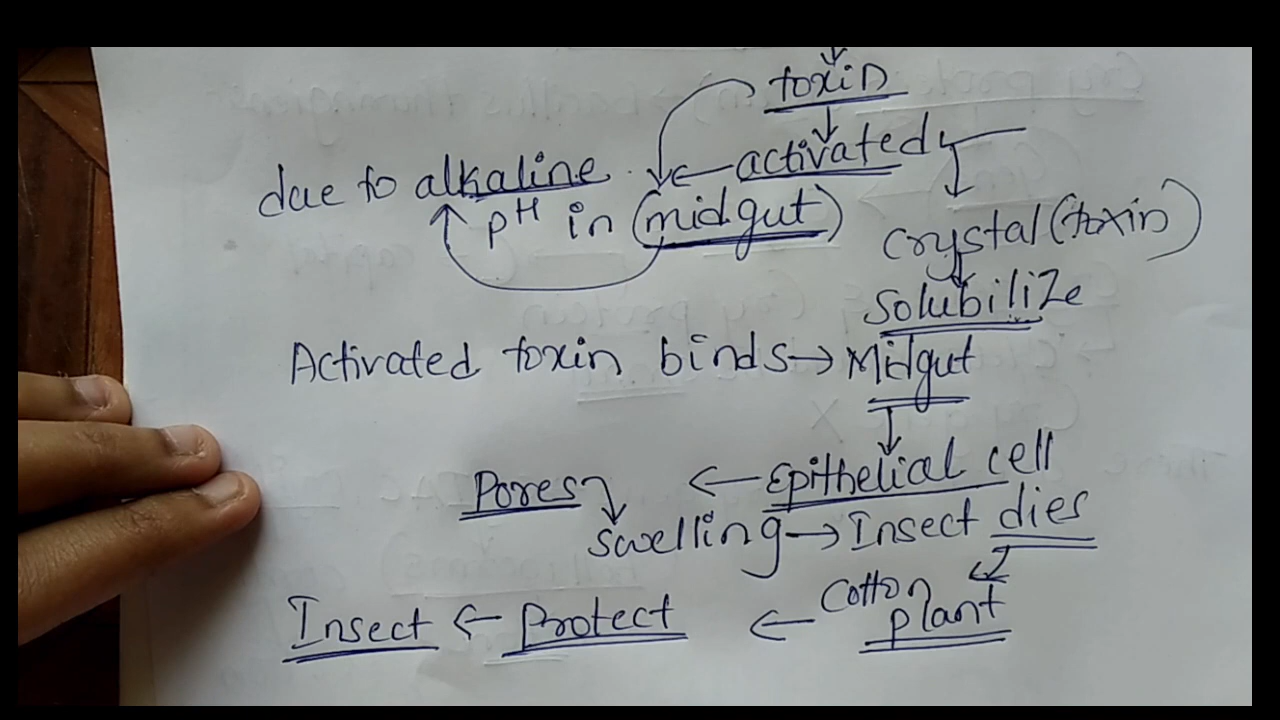 toxin
activated
due to alkaline
pH in (midgut)
crystal (toxin)
solubilize
Activated toxin binds → Midgut
Pores ← Epithelial cell
swelling → Insect dies
Cotton
Insect ← Protect ← plant